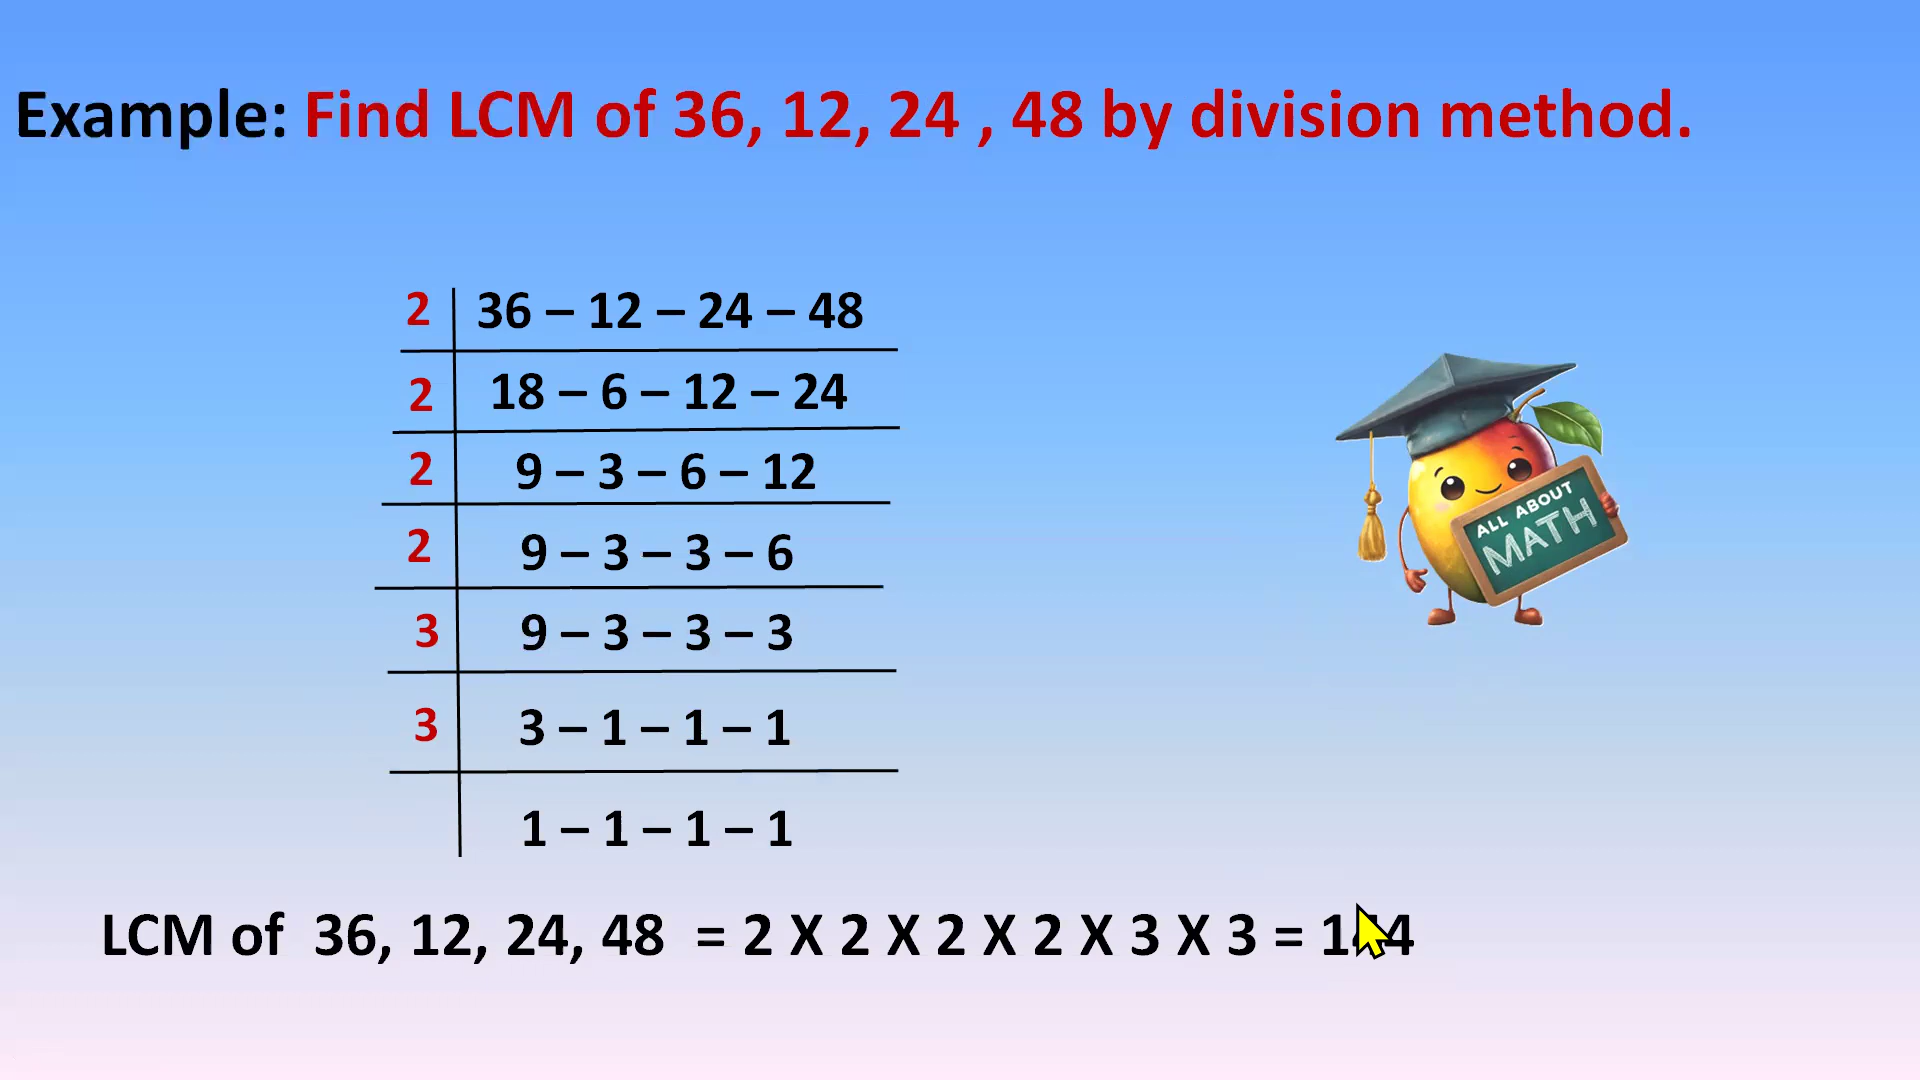 Example: Find LCM of 36, 12, 24 , 48 by division method.
2 36 – 12 – 24 – 48
2 18 – 6 – 12 – 24
2 9 – 3 – 6 – 12
2 9 – 3 – 3 – 6
3 9 – 3 – 3 – 3
3 3 – 1 – 1 – 1
1 – 1 – 1 – 1
ALL ABOUT
MATH
LCM of 36, 12, 24, 48 = 2 X 2 X 2 X 2 X 3 X 3 = 144